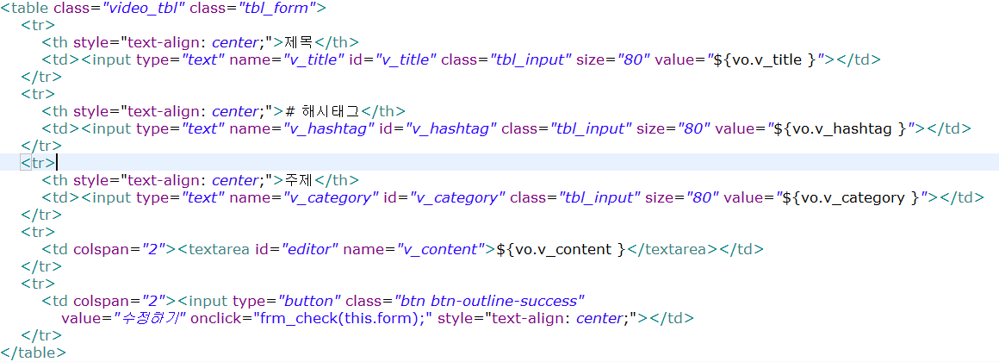 <table class="video_tbl" class="tbl_form">
<tr>
<th style="text-align: center;">제목</th>
<td><input type="text" name="v_title" id="v_title" class="tbl_input" size="80" value="${vo.v_title }"></td>
</tr>
<tr>
<th style="text-align: center;"># 해시태그</th>
<td><input type="text" name="v_hashtag" id="v_hashtag" class="tbl_input" size="80" value="${vo.v_hashtag }"></td>
</tr>
<tr>
<th style="text-align: center;">주제</th>
<td><input type="text" name="v_category" id="v_category" class="tbl_input" size="80" value="${vo.v_category }"></td>
</tr>
<tr>
<td colspan="2"><textarea id="editor" name="v_content">${vo.v_content }</textarea></td>
</tr>
<tr>
<td colspan="2"><input type="button" class="btn btn-outline-success"
value="수정하기" onclick="frm_check(this.form);" style="text-align: center;"></td>
</tr>
</table>